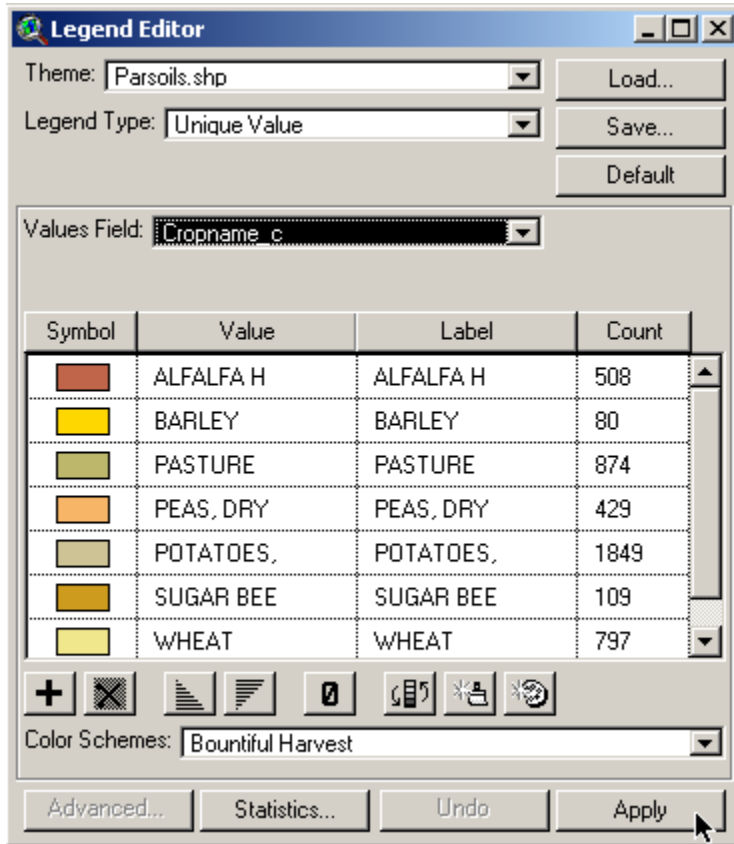 Legend Editor
Theme: Parsoils.shp
Load...
Legend Type: Unique Value
Save...
Default
Values Field: Cropname_c
Symbol Value Label Count
ALFALFA H ALFALFA H 508
BARLEY BARLEY 80
PASTURE PASTURE 874
PEAS, DRY PEAS, DRY 429
POTATOES, POTATOES, 1849
SUGAR BEE SUGAR BEE 109
WHEAT WHEAT 797
0
Color Schemes: Bountiful Harvest
Advanced... Statistics... Undo Apply